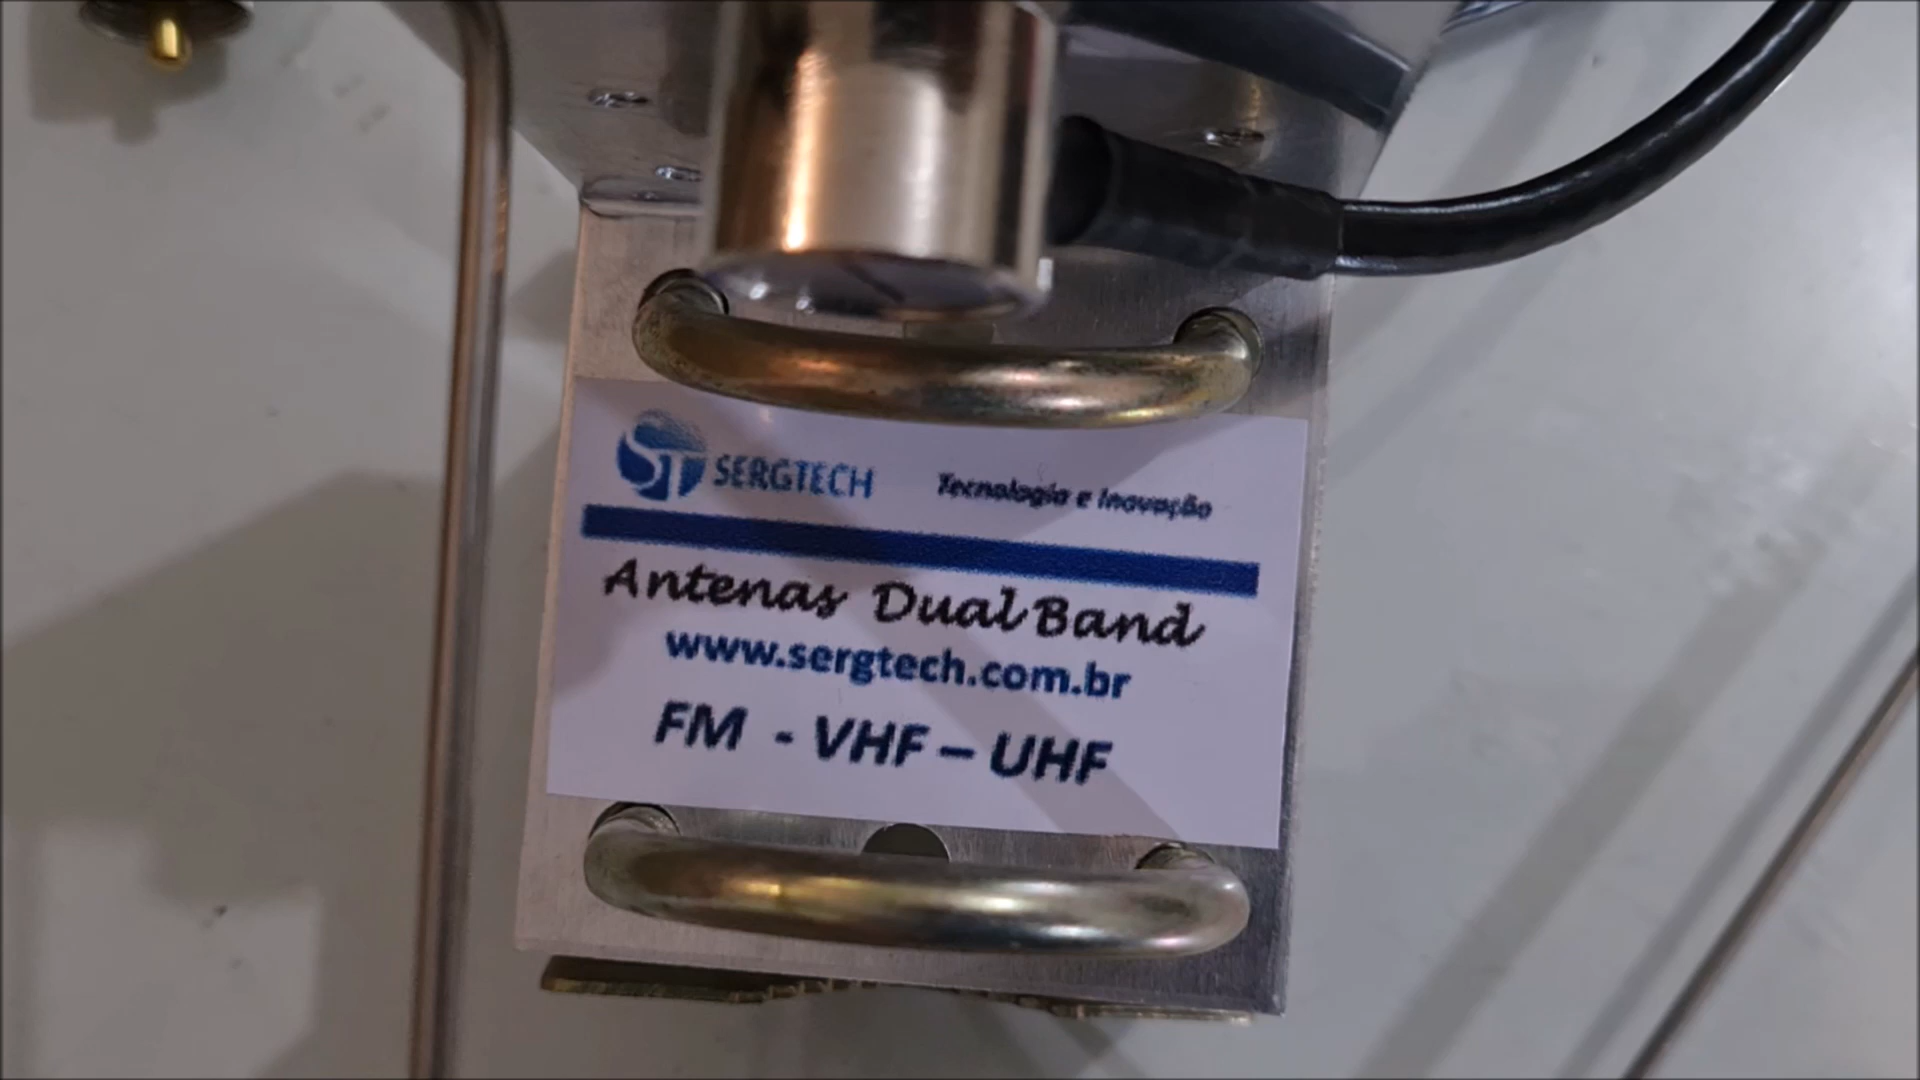 ST SERGTECH Tecnologia e Inovação
Antenas Dual Band
www.sergtech.com.br
FM - VHF – UHF